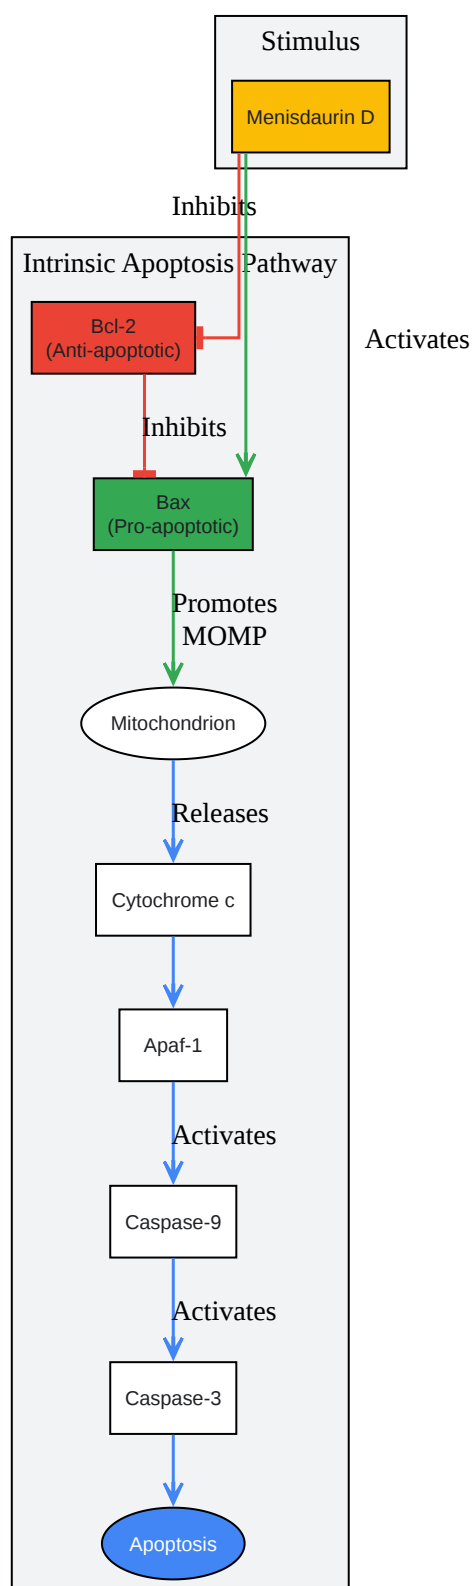 Stimulus
Menisdaurin D
Inhibits
Intrinsic Apoptosis Pathway
Bcl-2
(Anti-apoptotic)
Activates
Inhibits
Bax
(Pro-apoptotic)
Promotes
MOMP
Mitochondrion
Releases
Cytochrome c
Apaf-1
Activates
Caspase-9
Activates
Caspase-3
Apoptosis